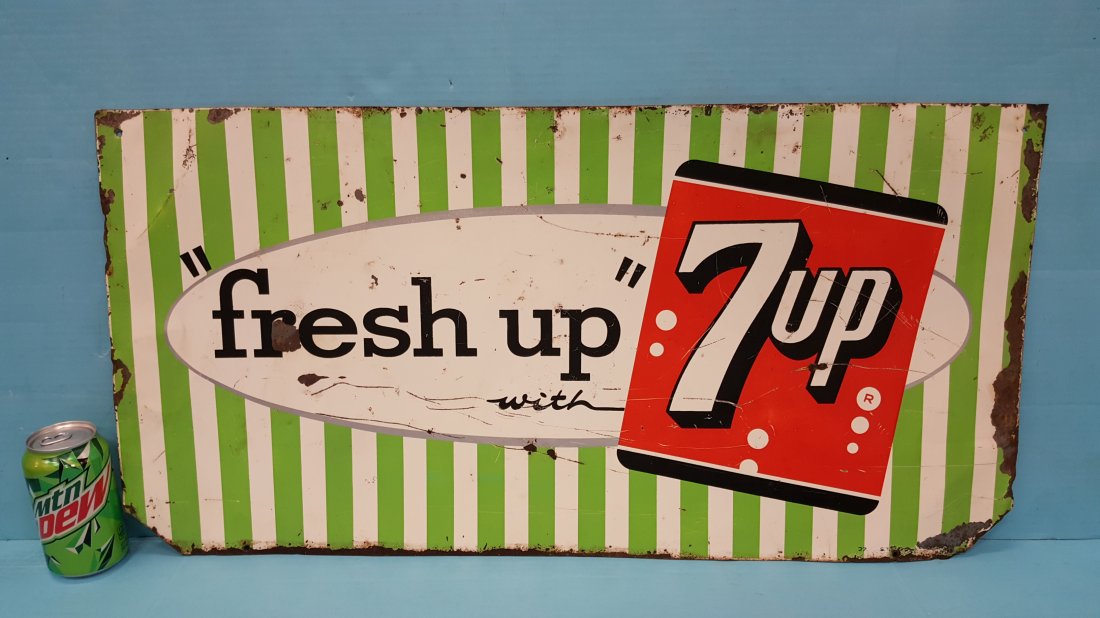 "fresh up"
with
7up
R
mtn
DEW